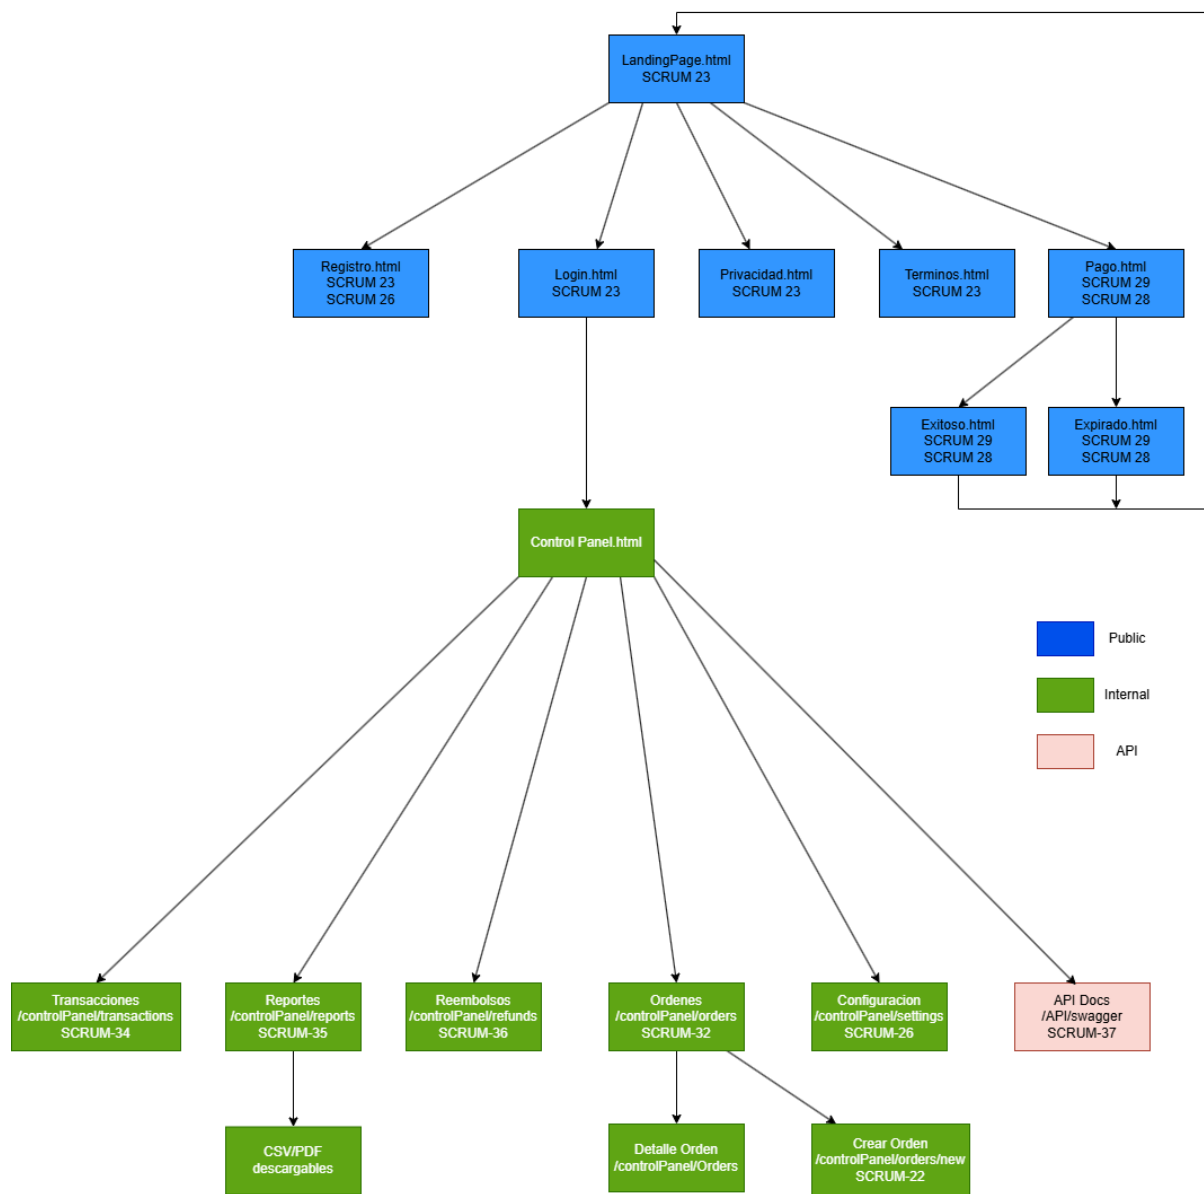 LandingPage.html
SCRUM 23
Registro.html
SCRUM 23
SCRUM 26
Login.html
SCRUM 23
Privacidad.html
SCRUM 23
Terminos.html
SCRUM 23
Pago.html
SCRUM 29
SCRUM 28
Exitoso.html
SCRUM 29
SCRUM 28
Expirado.html
SCRUM 29
SCRUM 28
Control Panel.html
Public
Internal
API
Transacciones
/controlPanel/transactions
SCRUM-34
Reportes
/controlPanel/reports
SCRUM-35
Reembolsos
/controlPanel/refunds
SCRUM-36
Ordenes
/controlPanel/orders
SCRUM-32
Configuracion
/controlPanel/settings
SCRUM-26
API Docs
/API/swagger
SCRUM-37
CSV/PDF
descargables
Detalle Orden
/controlPanel/Orders
Crear Orden
/controlPanel/orders/new
SCRUM-22